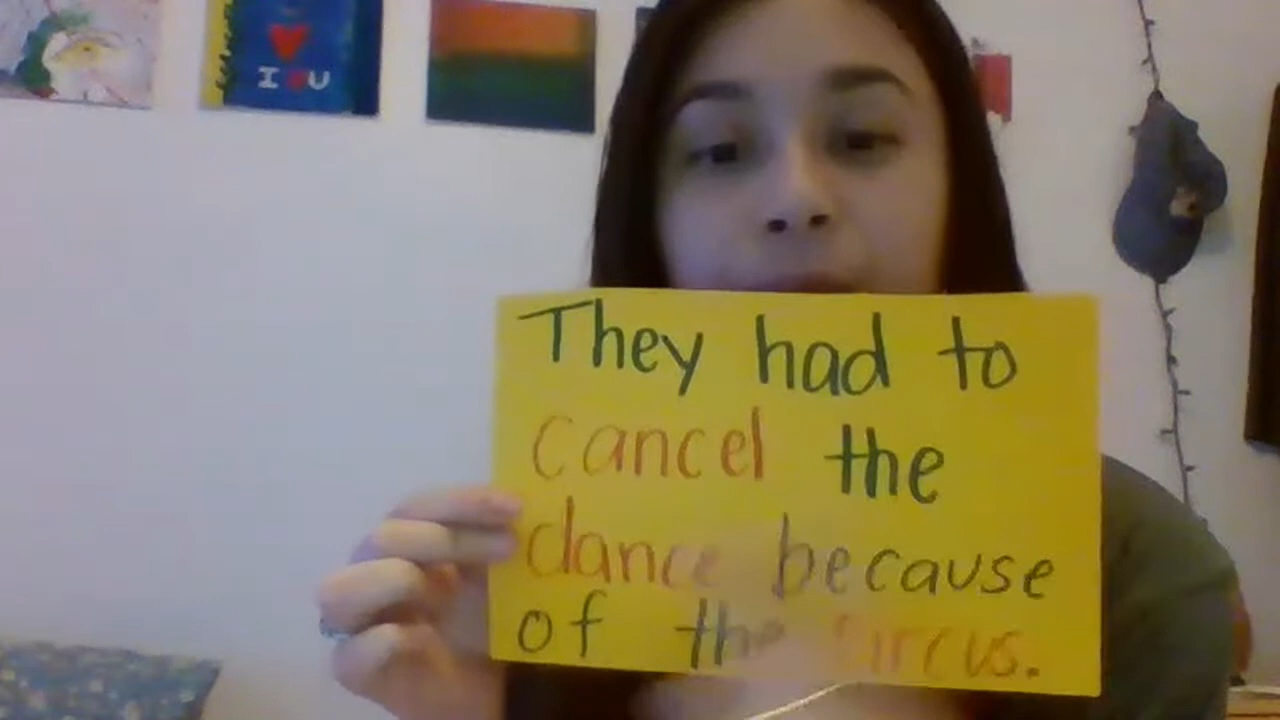 I ❤ U
They had to
cancel the
dance because
of the circus.